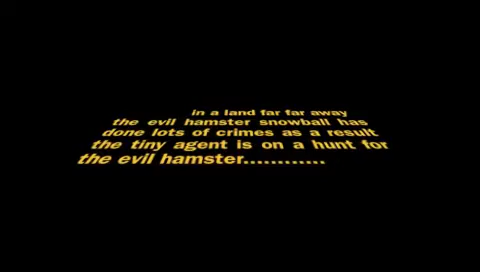 in a land far far away
the evil hamster snowball has
done lots of crimes as a result
the tiny agent is on a hunt for
the evil hamster............